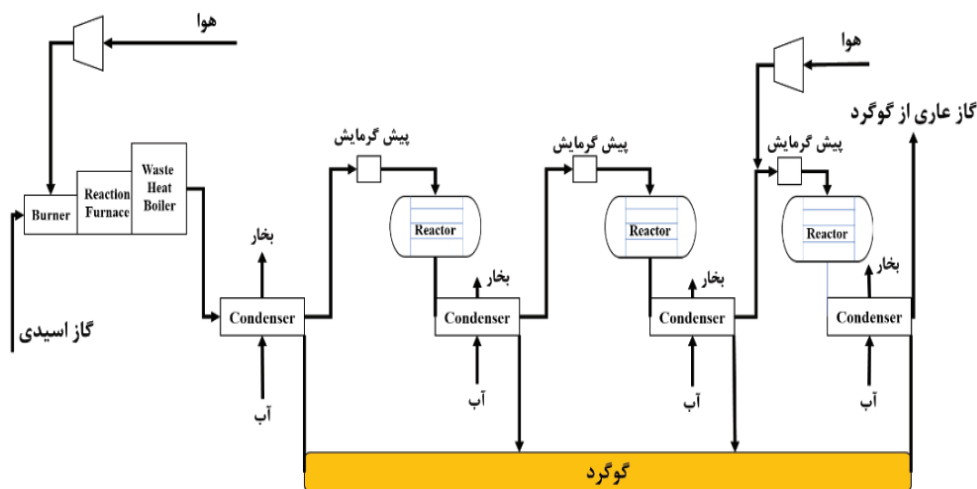 هوا
هوا
گاز عاری از گوگرد
پیش گرمایش
پیش گرمایش
پیش گرمایش
Waste
Heat
Boiler
Reaction
Furnace
Burner
Reactor
Reactor
Reactor
بخار
بخار
بخار
بخار
Condenser
Condenser
Condenser
Condenser
گاز اسیدی
آب
آب
آب
آب
گوگرد